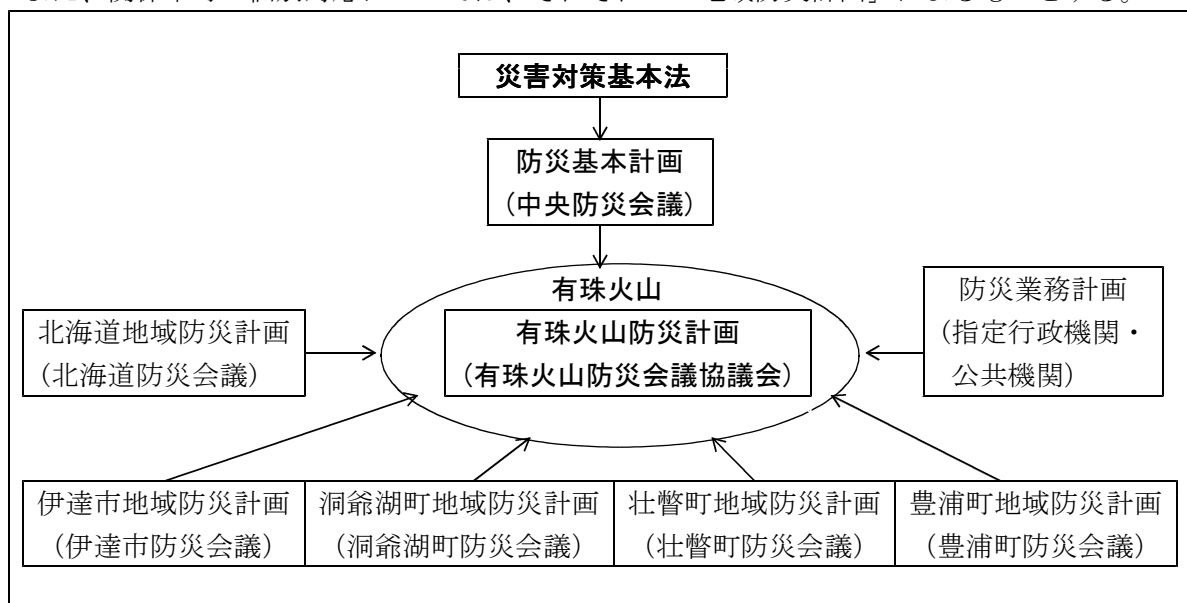 災害対策基本法
防災基本計画
（中央防災会議）
有珠火山
有珠火山防災計画
（有珠火山防災会議協議会）
北海道地域防災計画
（北海道防災会議）
防災業務計画
（指定行政機関・
公共機関）
伊達市地域防災計画
（伊達市防災会議）
洞爺湖町地域防災計画
（洞爺湖町防災会議）
壮瞥町地域防災計画
（壮瞥町防災会議）
豊浦町地域防災計画
（豊浦町防災会議）